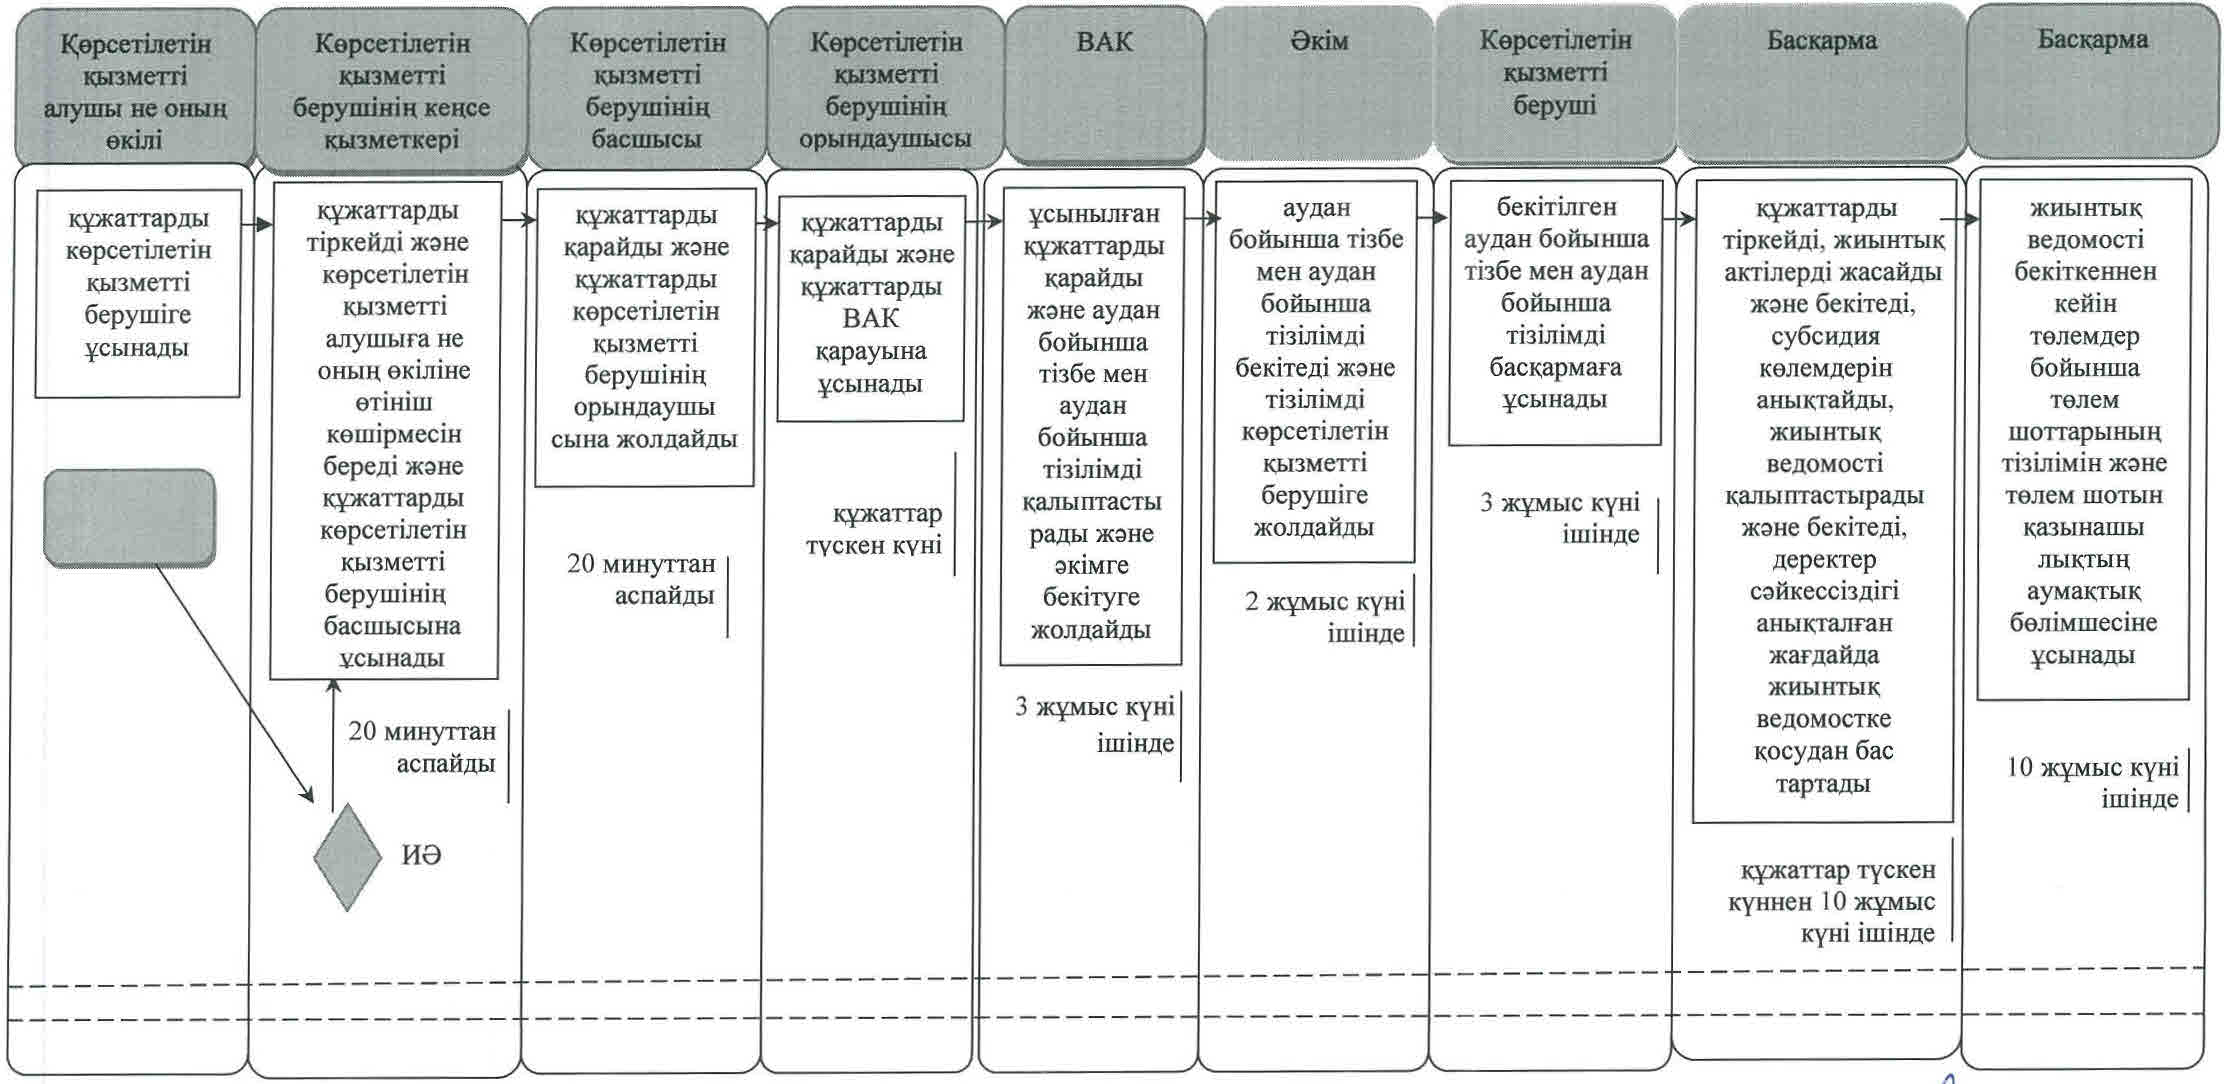 Көрсетілетін
қызметті
алушы не оның
өкілі
Көрсетілетін
қызметті
берушінің кеңсе
қызметкері
Көрсетілетін
қызметті
берушінің
басшысы
Көрсетілетін
қызметті
берушінің
орындаушысы
ВАК
Әкім
Көрсетілетін
қызметті
беруші
Басқарма
Басқарма
құжаттарды
көрсетілетін
қызметті
берушіге
ұсынады
құжаттарды
тіркейді және
көрсетілетін
қызметті
алушыға не
оның өкіліне
өтініш
көшірмесін
береді және
құжаттарды
көрсетілетін
қызметті
берушінің
басшысына
ұсынады
20 минуттан
аспайды
ИӘ
құжаттарды
қарайды және
құжаттарды
көрсетілетін
қызметті
берушінің
орындаушы
сына жолдайды
20 минуттан
аспайды
құжаттарды
қарайды және
құжаттарды
ВАК
қарауына
ұсынады
құжаттар
түскен күні
ұсынылған
құжаттарды
қарайды
және аудан
бойынша
тізбе мен
аудан
бойынша
тізілімді
қалыптасты
рады және
әкімге
бекітуге
жолдайды
3 жұмыс күні
ішінде
аудан
бойынша тізбе
мен аудан
бойынша
тізілімді
бекітеді және
тізілімді
көрсетілетін
қызметті
берушіге
жолдайды
2 жұмыс күні
ішінде
бекітілген
аудан бойынша
тізбе мен аудан
бойынша
тізілімді
басқармаға
ұсынады
3 жұмыс күні
ішінде
құжаттарды
тіркейді, жиынтық
актілерді жасайды
және бекітеді,
субсидия
көлемдерін
анықтайды,
жиынтық
ведомості
қалыптастырады
және бекітеді,
деректер
сәйкессіздігі
анықталған
жағдайда
жиынтық
ведомостке
қосудан бас
тартады
құжаттар түскен
күннен 10 жұмыс
күні ішінде
жиынтық
ведомості
бекіткеннен
кейін
төлемдер
бойынша
төлем
шоттарының
тізілімін және
төлем шотын
қазынашы
лықтың
аумақтық
бөлімшесіне
ұсынады
10 жұмыс күні
ішінде